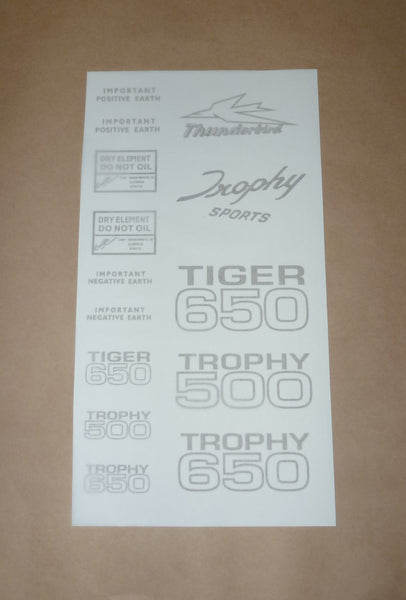 IMPORTANT
POSITIVE EARTH
IMPORTANT
POSITIVE EARTH
DRY ELEMENT
DO NOT OIL
DRY ELEMENT
DO NOT OIL
IMPORTANT
NEGATIVE EARTH
IMPORTANT
NEGATIVE EARTH
TIGER
650
TROPHY
500
TROPHY
650
Thunderbird
Trophy
SPORTS
TIGER
650
TROPHY
500
TROPHY
650